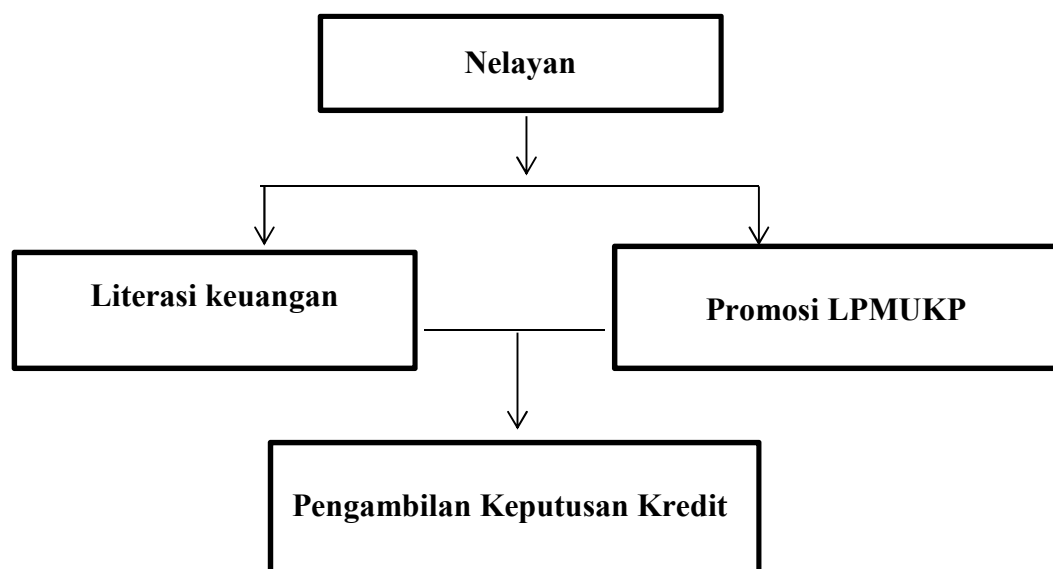 Nelayan
Literasi keuangan
Promosi LPMUKP
Pengambilan Keputusan Kredit